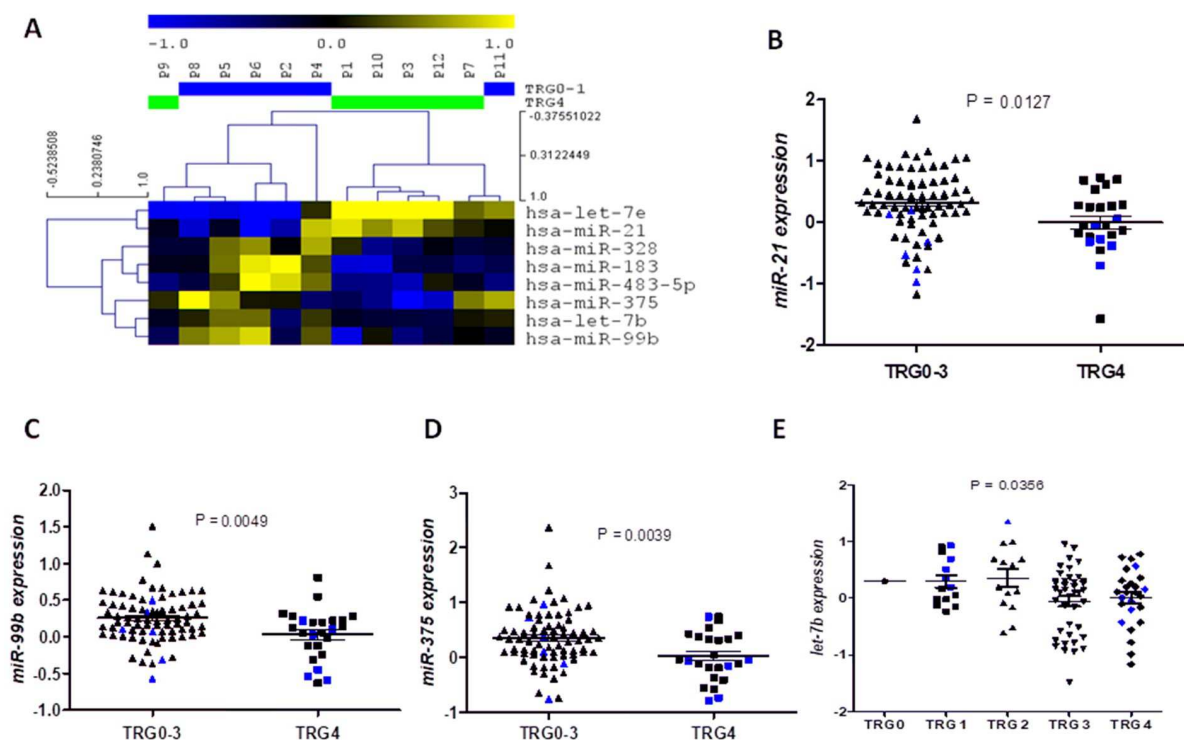 A
-1.0 0.0 1.0
p9 p8 p5 p6 p2 p4 p1 p10 p3 p12 p7 p11
TRG0-1
TRG4
-0.5238508 0.2380746 1.0
-0.37551022
0.3122449
1.0
hsa-let-7e
hsa-miR-21
hsa-miR-328
hsa-miR-183
hsa-miR-483-5p
hsa-miR-375
hsa-let-7b
hsa-miR-99b
B
P = 0.0127
miR-21 expression
2
1
0
-1
-2
TRG0-3 TRG4
C
P = 0.0049
miR-99b expression
2.0
1.5
1.0
0.5
0.0
-0.5
-1.0
TRG0-3 TRG4
D
P = 0.0039
miR-375 expression
3
2
1
0
-1
TRG0-3 TRG4
E
P = 0.0356
let-7b expression
2
1
0
-1
-2
TRG0 TRG 1 TRG 2 TRG 3 TRG 4